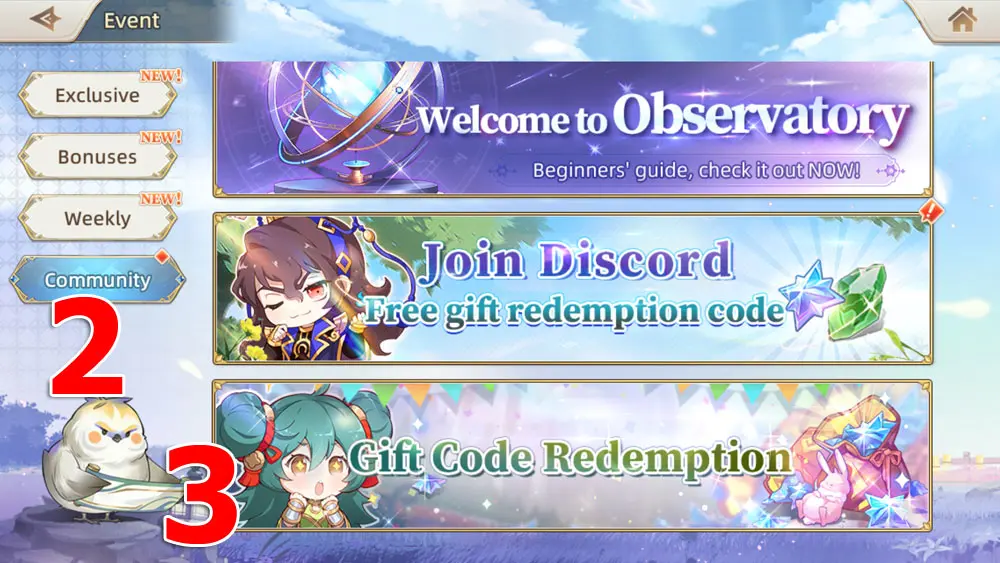 Event
NEW!
Exclusive
NEW!
Bonuses
NEW!
Weekly
Community
2
3
Welcome to Observatory
Beginners' guide, check it out NOW!
Join Discord
Free gift redemption code
!
Gift Code Redemption